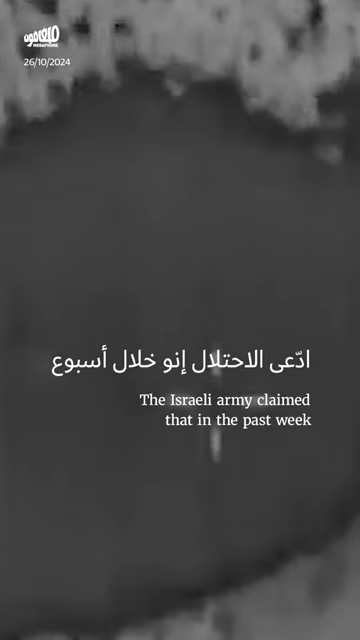 ميغافون
MEGAPHONE
26/10/2024
ادّعى الاحتلال إنو خلال أسبوع
The Israeli army claimed
that in the past week